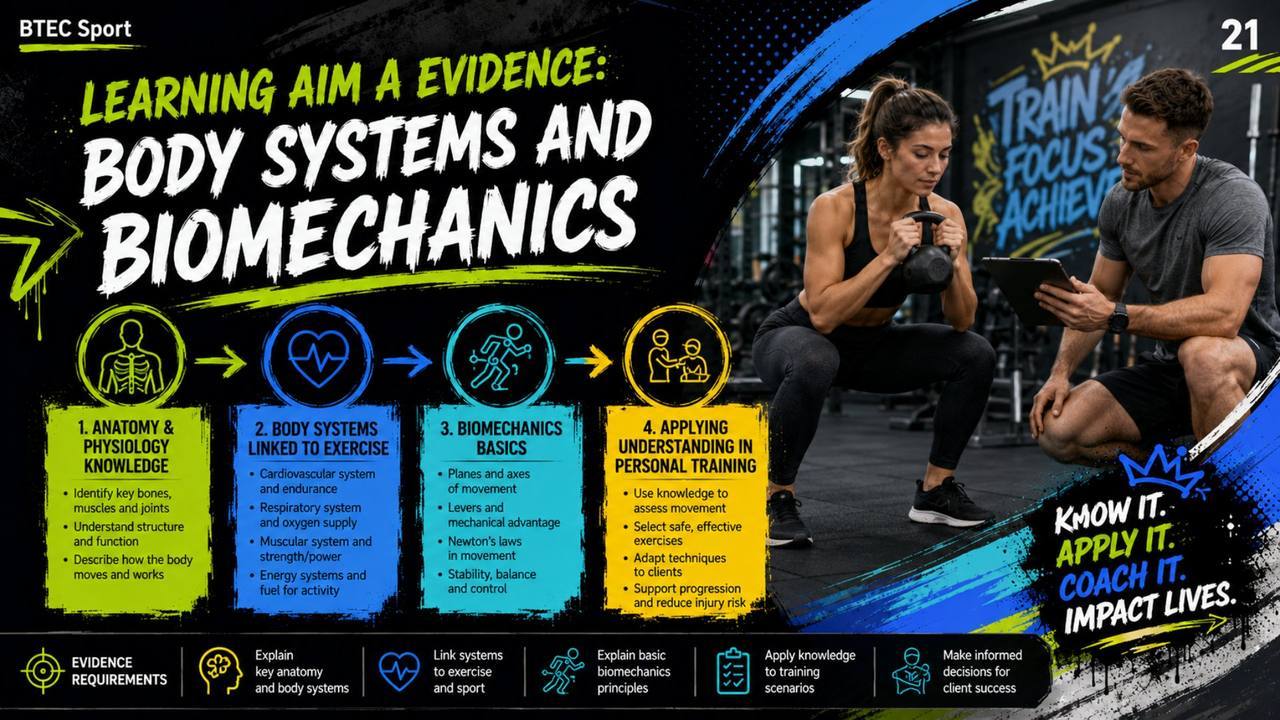 BTEC Sport
21
LEARNING AIM A EVIDENCE:
BODY SYSTEMS AND
BIOMECHANICS
TRAIN
FOCUS
ACHIEVE
1. ANATOMY &
PHYSIOLOGY
KNOWLEDGE
• Identify key bones,
muscles and joints
• Understand structure
and function
• Describe how the body
moves and works
2. BODY SYSTEMS
LINKED TO EXERCISE
• Cardiovascular system
and endurance
• Respiratory system
and oxygen supply
• Muscular system and
strength/power
• Energy systems and
fuel for activity
3. BIOMECHANICS
BASICS
• Planes and axes
of movement
• Levers and
mechanical advantage
• Newton's laws
in movement
• Stability, balance
and control
4. APPLYING
UNDERSTANDING IN
PERSONAL TRAINING
• Use knowledge to
assess movement
• Select safe, effective
exercises
• Adapt techniques
to clients
• Support progression
and reduce injury risk
KNOW IT.
APPLY IT.
COACH IT.
IMPACT LIVES.
EVIDENCE
REQUIREMENTS
Explain
key anatomy
and body systems
Link systems
to exercise
and sport
Explain basic
biomechanics
principles
Apply knowledge
to training
scenarios
Make informed
decisions for
client success